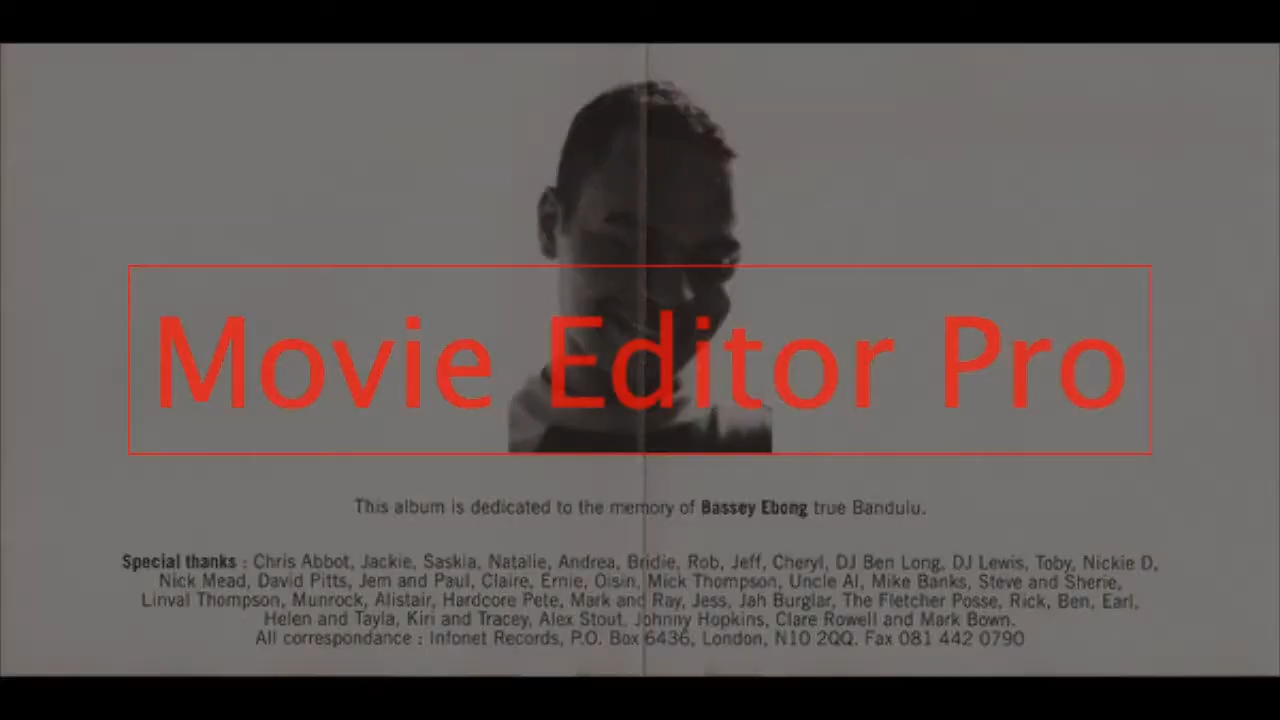 Movie Editor Pro
This album is dedicated to the memory of Bassey Ebong true Bandulu.
Special thanks : Chris Abbot, Jackie, Saskia, Natalie, Andrea, Bridie, Rob, Jeff, Cheryl, DJ Ben Long, DJ Lewis, Toby, Nickie D,
Nick Mead, David Pitts, Jem and Paul, Claire, Ernie, Oisin, Mick Thompson, Uncle Al, Mike Banks, Steve and Sherie,
Linval Thompson, Munrock, Alistair, Hardcore Pete, Mark and Ray, Jess, Jah Burglar, The Fletcher Posse, Rick, Ben, Earl,
Helen and Tayla, Kiri and Tracey, Alex Stout, Johnny Hopkins, Clare Rowell and Mark Bown.
All correspondance : Infonet Records, P.O. Box 6436, London, N10 2QQ. Fax 081 442 0790